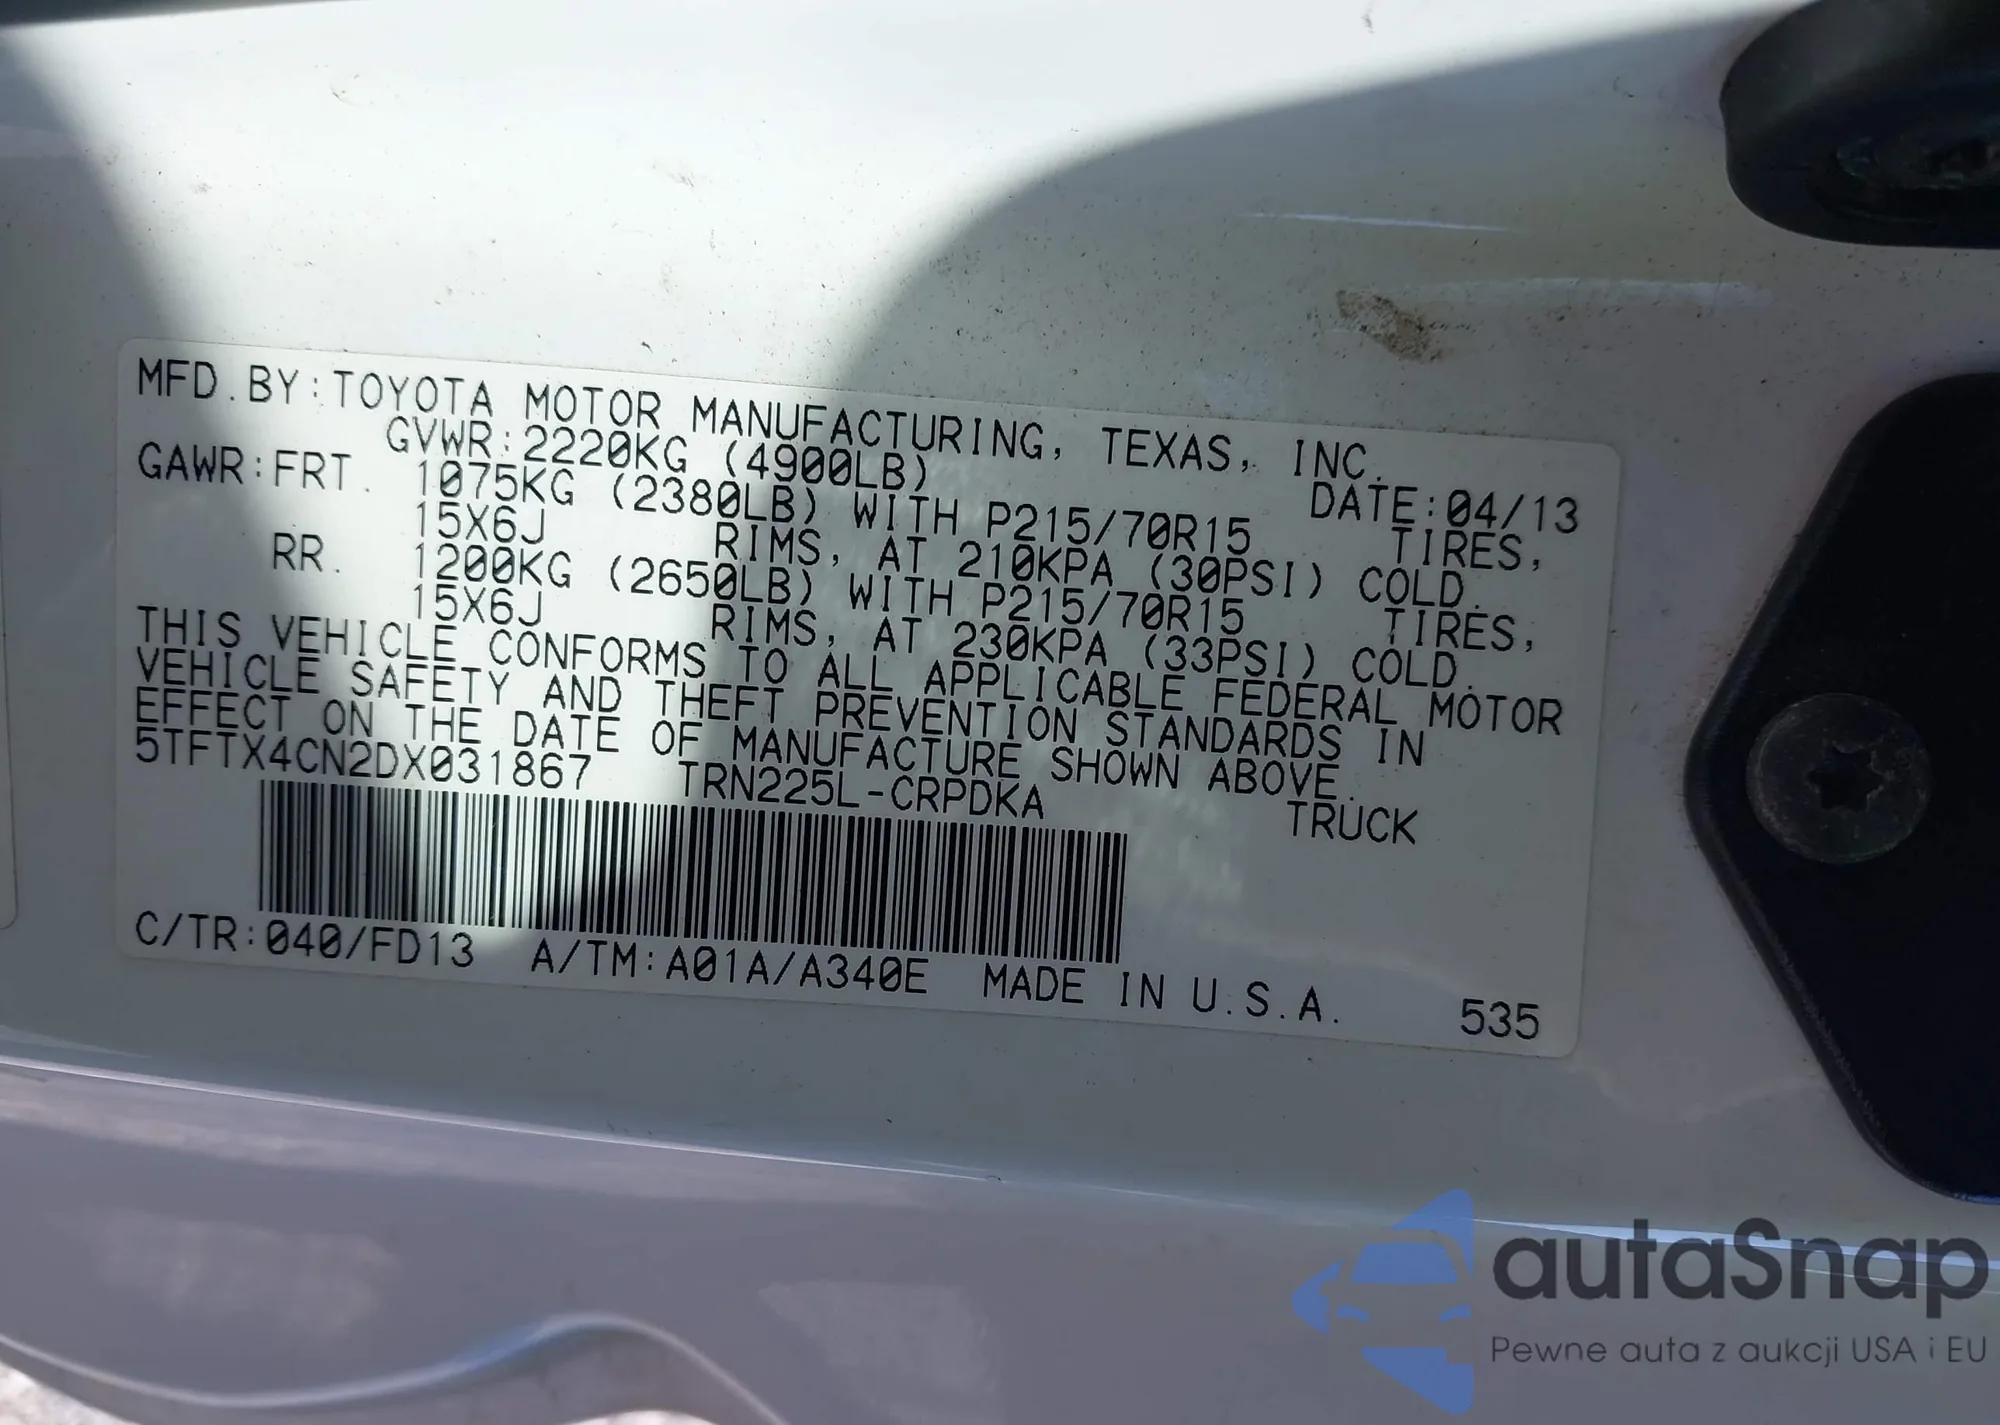 MFD.BY:TOYOTA MOTOR MANUFACTURING, TEXAS, INC.
GVWR:2220KG (4900LB) DATE:04/13
GAWR:FRT. 1075KG (2380LB) WITH P215/70R15 TIRES,
15X6J RIMS, AT 210KPA (30PSI) COLD.
RR. 1200KG (2650LB) WITH P215/70R15 TIRES,
15X6J RIMS, AT 230KPA (33PSI) COLD.
THIS VEHICLE CONFORMS TO ALL APPLICABLE FEDERAL MOTOR
VEHICLE SAFETY AND THEFT PREVENTION STANDARDS IN
EFFECT ON THE DATE OF MANUFACTURE SHOWN ABOVE.
5TFTX4CN2DX031867 TRN225L-CRPDKA TRUCK
C/TR:040/FD13 A/TM:A01A/A340E MADE IN U.S.A. 535
autaSnap
Pewne auta z aukcji USA i EU